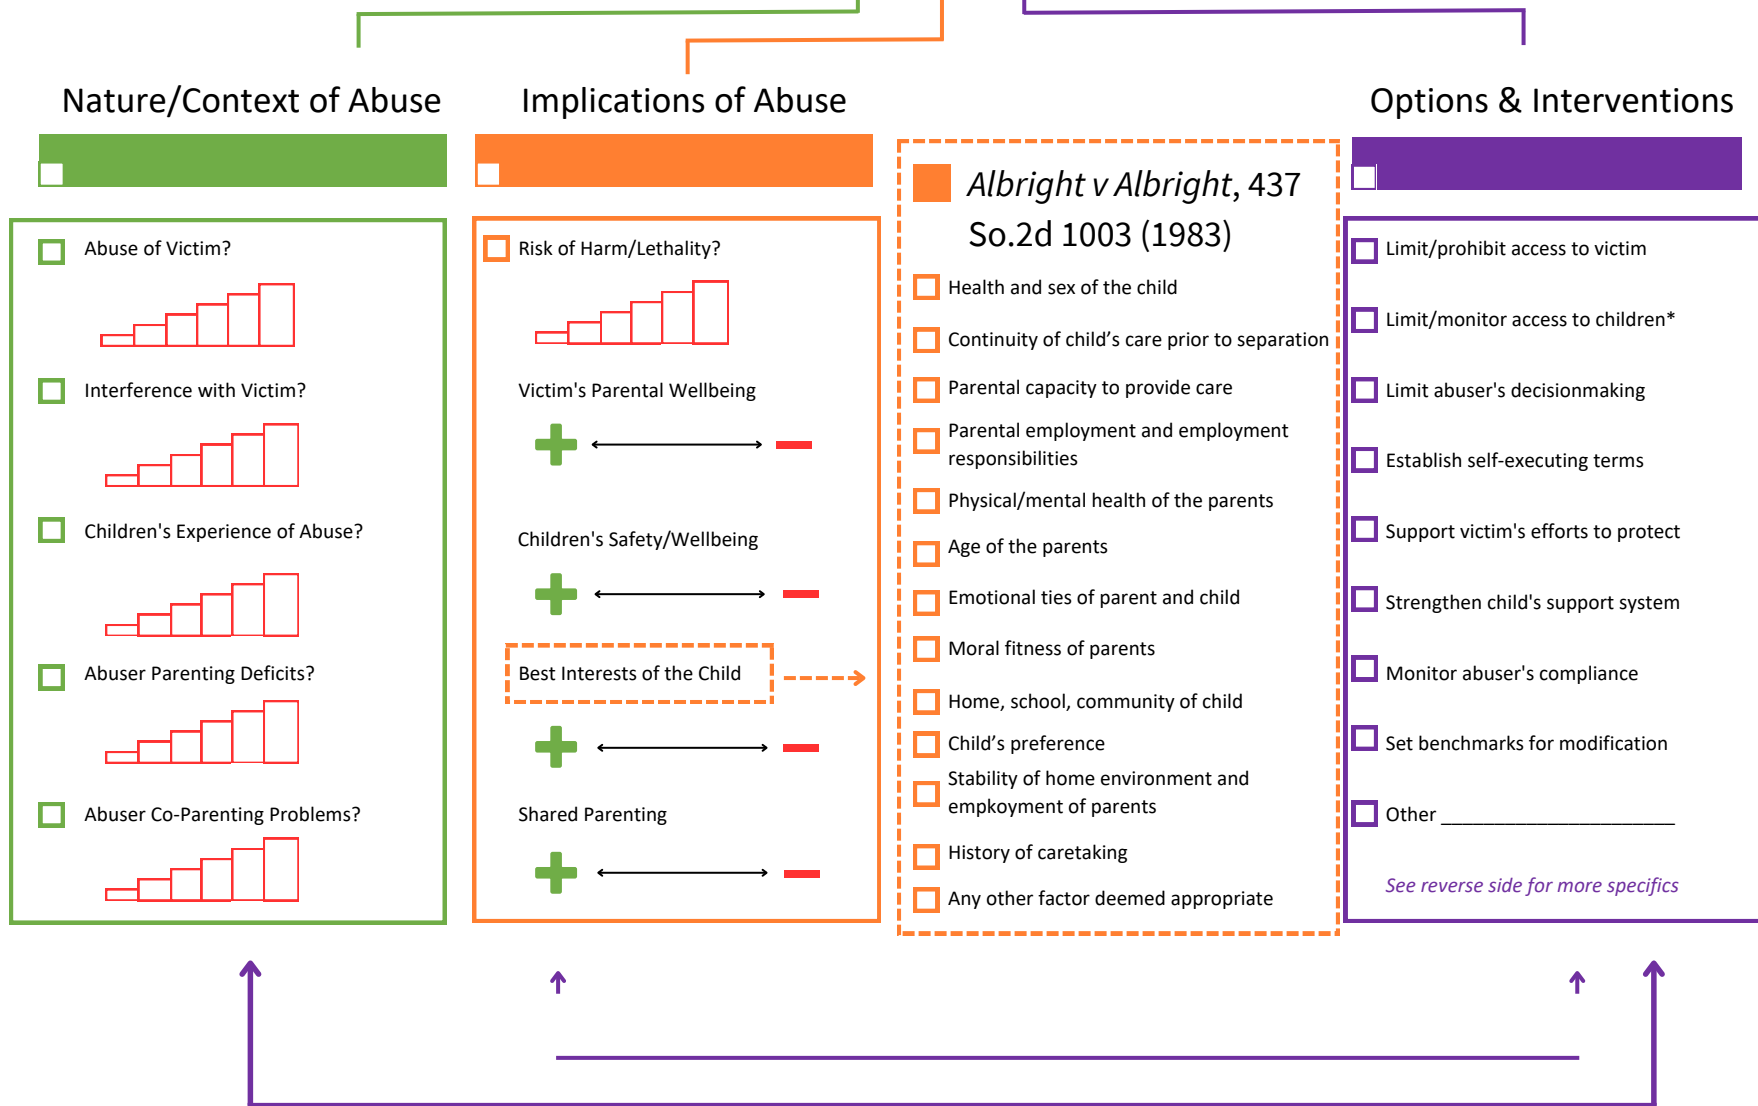 Nature/Context of Abuse
Abuse of Victim?
Interference with Victim?
Children's Experience of Abuse?
Abuser Parenting Deficits?
Abuser Co-Parenting Problems?
Implications of Abuse
Risk of Harm/Lethality?
Victim's Parental Wellbeing
Children's Safety/Wellbeing
Best Interests of the Child
Shared Parenting
Albright v Albright, 437
So.2d 1003 (1983)
Health and sex of the child
Continuity of child’s care prior to separation
Parental capacity to provide care
Parental employment and employment
responsibilities
Physical/mental health of the parents
Age of the parents
Emotional ties of parent and child
Moral fitness of parents
Home, school, community of child
Child’s preference
Stability of home environment and
empkoyment of parents
History of caretaking
Any other factor deemed appropriate
Options & Interventions
Limit/prohibit access to victim
Limit/monitor access to children*
Limit abuser's decisionmaking
Establish self-executing terms
Support victim's efforts to protect
Strengthen child's support system
Monitor abuser's compliance
Set benchmarks for modification
Other ______________________
See reverse side for more specifics